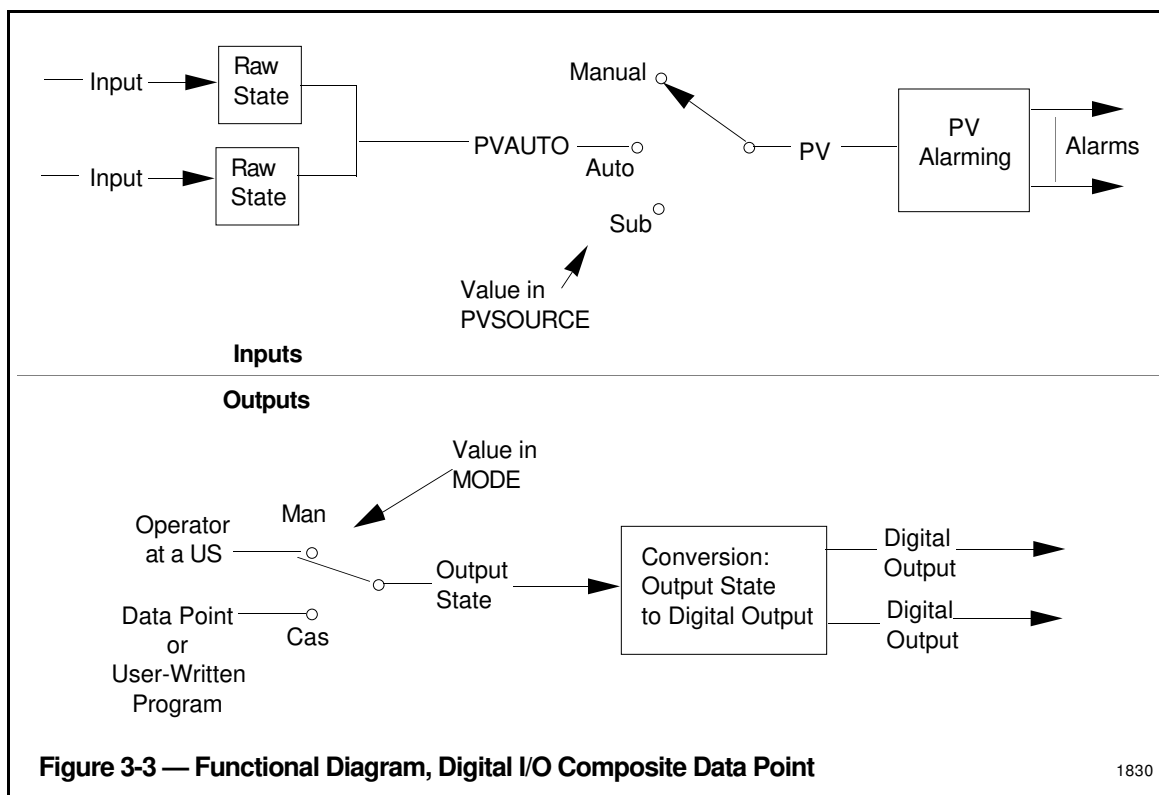 Input
Raw
State
Input
Raw
State
PVAUTO
Manual
Auto
Sub
Value in
PVSOURCE
PV
PV
Alarming
Alarms
Inputs
Outputs
Value in
MODE
Operator
at a US
Man
Data Point
or
User-Written
Program
Cas
Output
State
Conversion:
Output State
to Digital Output
Digital
Output
Digital
Output
Figure 3-3 — Functional Diagram, Digital I/O Composite Data Point
1830